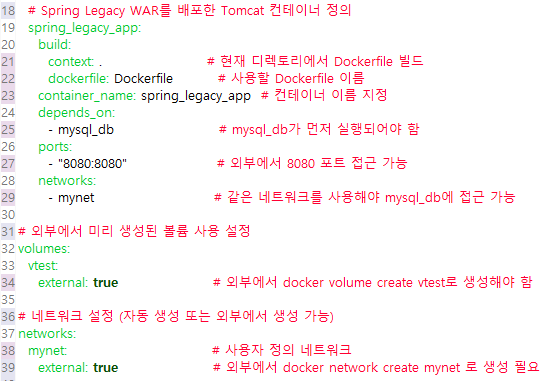 18 # Spring Legacy WAR를 배포한 Tomcat 컨테이너 정의
19 spring_legacy_app:
20 build:
21 context: . # 현재 디렉토리에서 Dockerfile 빌드
22 dockerfile: Dockerfile # 사용할 Dockerfile 이름
23 container_name: spring_legacy_app # 컨테이너 이름 지정
24 depends_on:
25 - mysql_db # mysql_db가 먼저 실행되어야 함
26 ports:
27 - "8080:8080" # 외부에서 8080 포트 접근 가능
28 networks:
29 - mynet # 같은 네트워크를 사용해야 mysql_db에 접근 가능
30
31 # 외부에서 미리 생성된 볼륨 사용 설정
32 volumes:
33 vtest:
34 external: true # 외부에서 docker volume create vtest로 생성해야 함
35
36 # 네트워크 설정 (자동 생성 또는 외부에서 생성 가능)
37 networks:
38 mynet: # 사용자 정의 네트워크
39 external: true # 외부에서 docker network create mynet 로 생성 필요